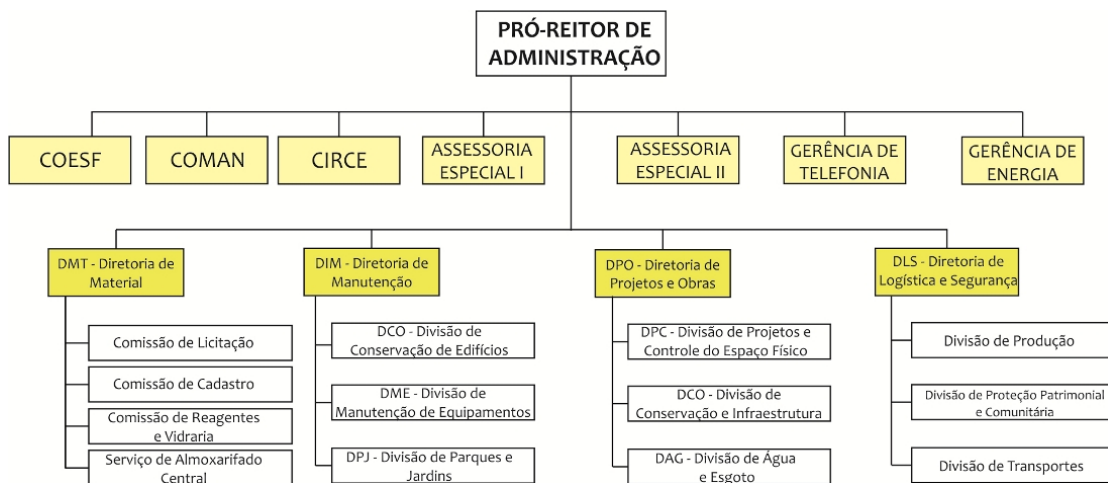 PRÓ-REITOR DE
ADMINISTRAÇÃO
COESF
COMAN
CIRCE
ASSESSORIA
ESPECIAL I
ASSESSORIA
ESPECIAL II
GERÊNCIA DE
TELEFONIA
GERÊNCIA DE
ENERGIA
DMT - Diretoria de
Material
Comissão de Licitação
Comissão de Cadastro
Comissão de Reagentes
e Vidraria
Serviço de Almoxarifado
Central
DIM - Diretoria de
Manutenção
DCO - Divisão de
Conservação de Edifícios
DME - Divisão de
Manutenção de Equipamentos
DPJ - Divisão de Parques e
Jardins
DPO - Diretoria de
Projetos e Obras
DPC - Divisão de Projetos e
Controle do Espaço Físico
DCO - Divisão de
Conservação e Infraestrutura
DAG - Divisão de Água
e Esgoto
DLS - Diretoria de
Logística e Segurança
Divisão de Produção
Divisão de Proteção Patrimonial
e Comunitária
Divisão de Transportes